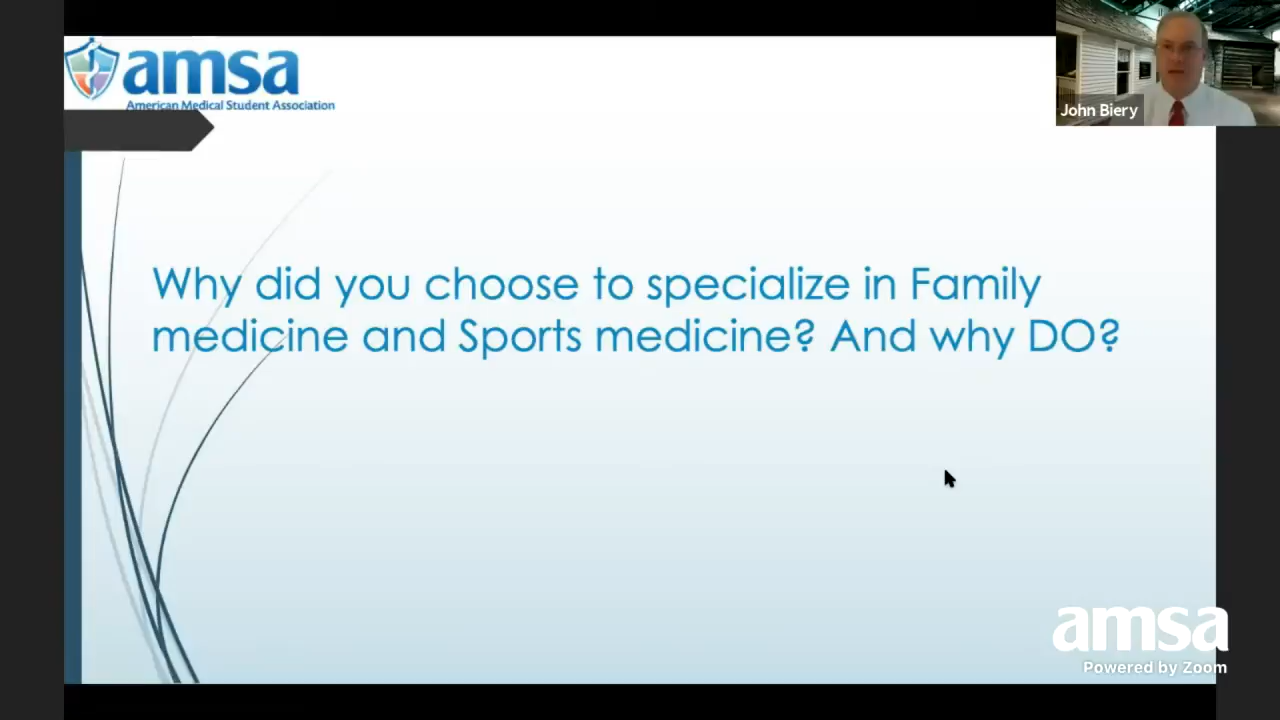 amsa
American Medical Student Association
John Biery
Why did you choose to specialize in Family
medicine and Sports medicine? And why DO?
amsa
Powered by Zoom